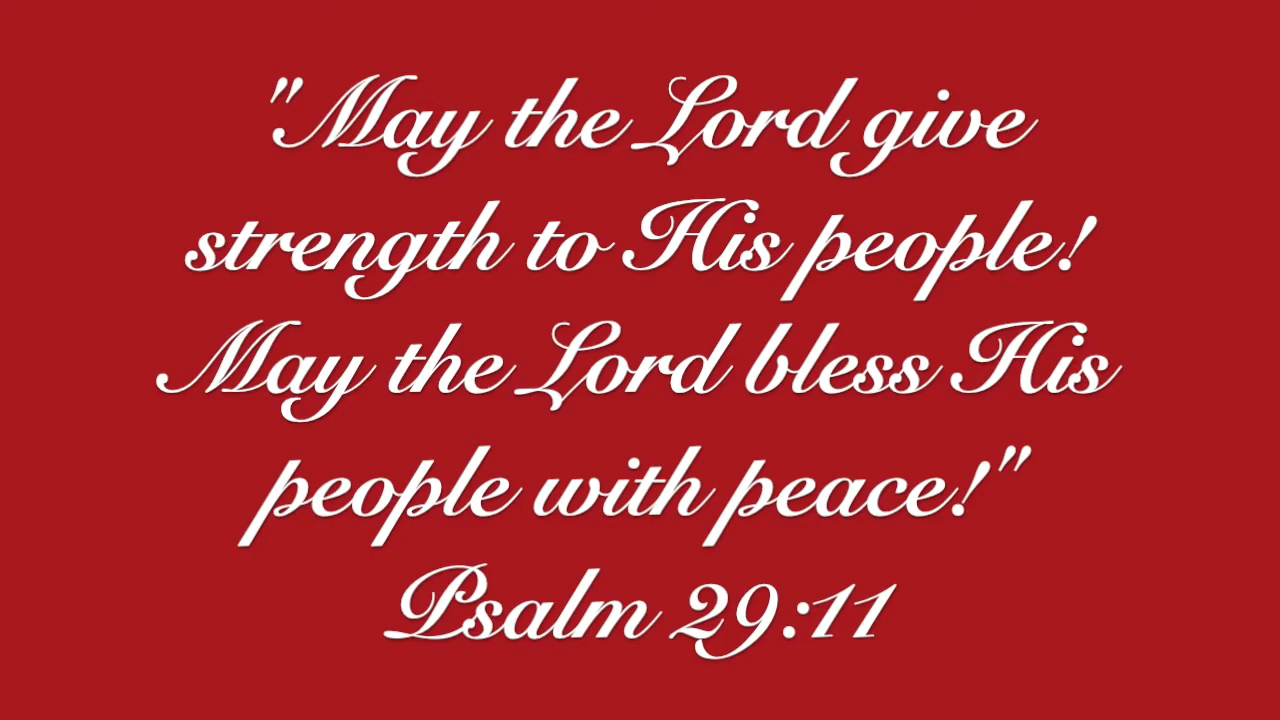 "May the Lord give
strength to His people!
May the Lord bless His
people with peace!"
Psalm 29:11